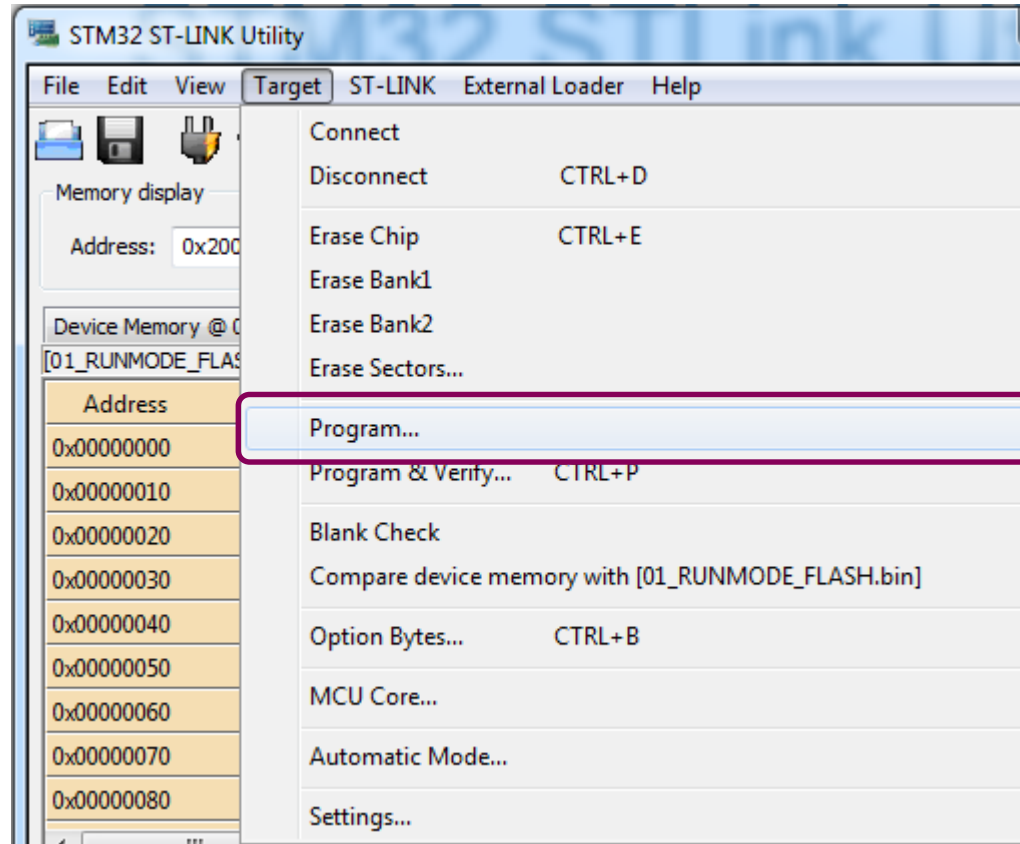 STM32 ST-LINK Utility
File Edit View Target ST-LINK External Loader Help
Connect
Memory display
Disconnect CTRL+D
Address: 0x200
Erase Chip CTRL+E
Erase Bank1
Device Memory @ 0
Erase Bank2
[01_RUNMODE_FLAS
Erase Sectors...
Address
Program...
0x00000000
Program & Verify... CTRL+P
0x00000010
Blank Check
0x00000020
Compare device memory with [01_RUNMODE_FLASH.bin]
0x00000030
Option Bytes... CTRL+B
0x00000040
0x00000050
MCU Core...
0x00000060
Automatic Mode...
0x00000070
0x00000080
Settings...